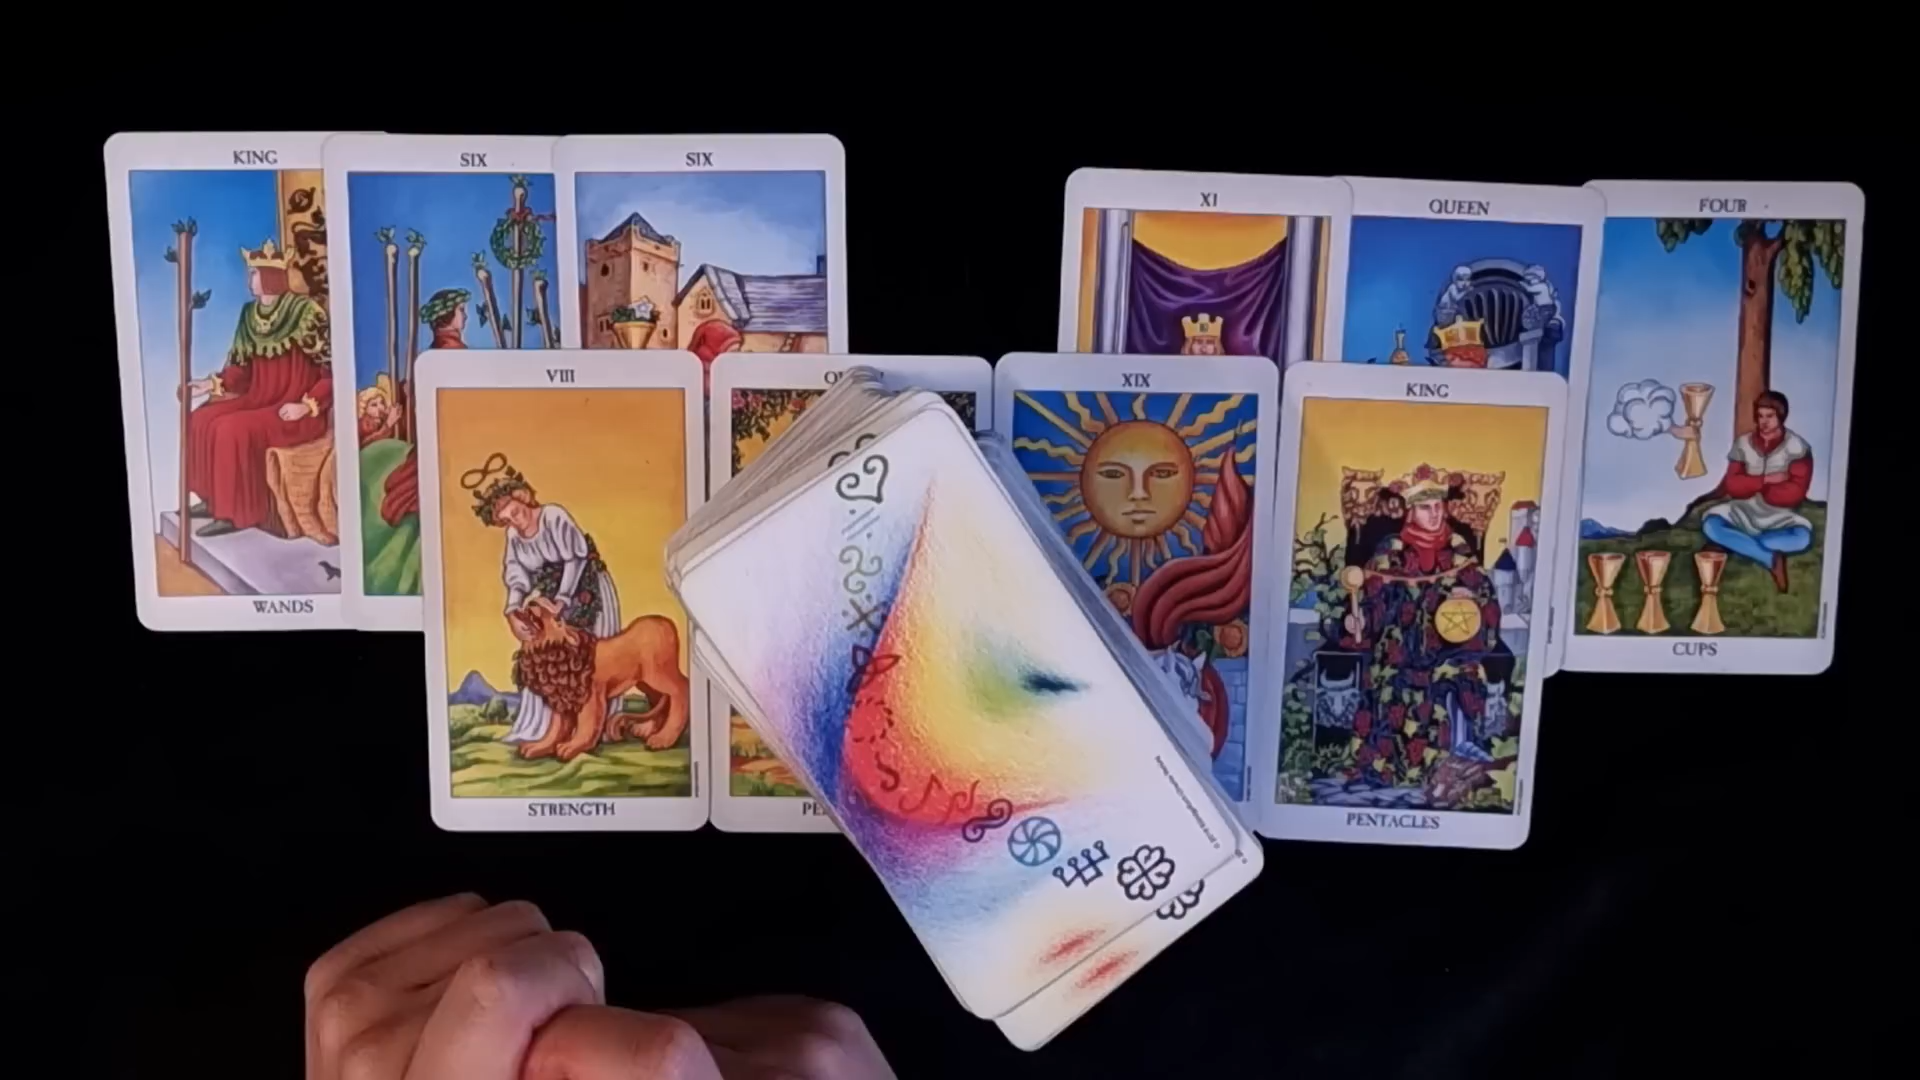 KING
SIX
SIX
XI
QUEEN
FOUR
VIII
XIX
KING
WANDS
CUPS
STRENGTH
PENTACLES